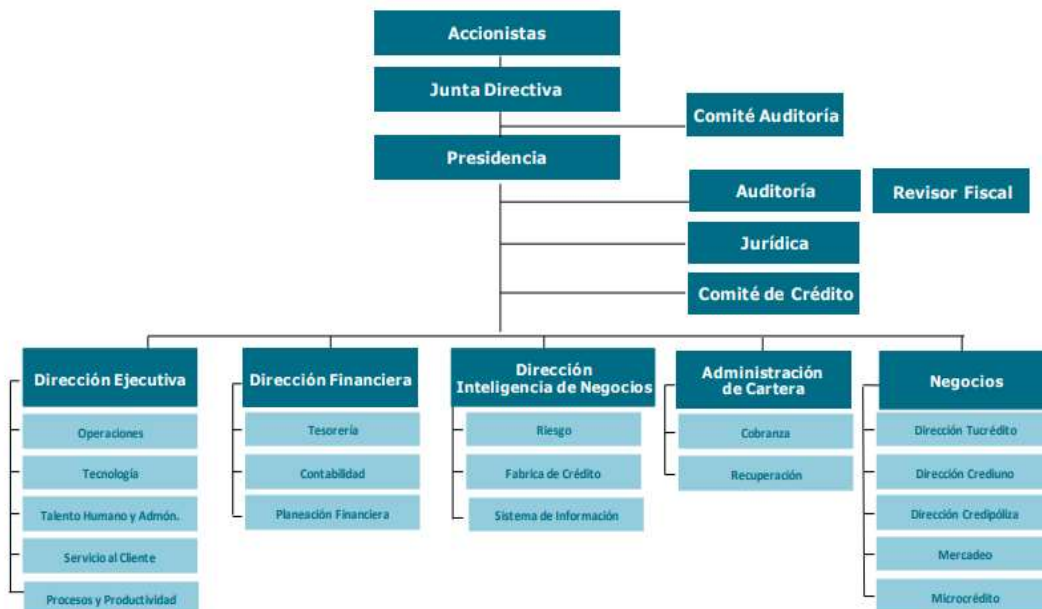 Accionistas
Junta Directiva
Comité Auditoría
Presidencia
Auditoría
Revisor Fiscal
Jurídica
Comité de Crédito
Dirección Ejecutiva
Operaciones
Tecnología
Talento Humano y Admón.
Servicio al Cliente
Procesos y Productividad
Dirección Financiera
Tesorería
Contabilidad
Planeación Financiera
Dirección
Inteligencia de Negocios
Riesgo
Fabrica de Crédito
Sistema de Información
Administración
de Cartera
Cobranza
Recuperación
Negocios
Dirección Tucrédito
Dirección Crediuno
Dirección Credipóliza
Mercadeo
Microcrédito